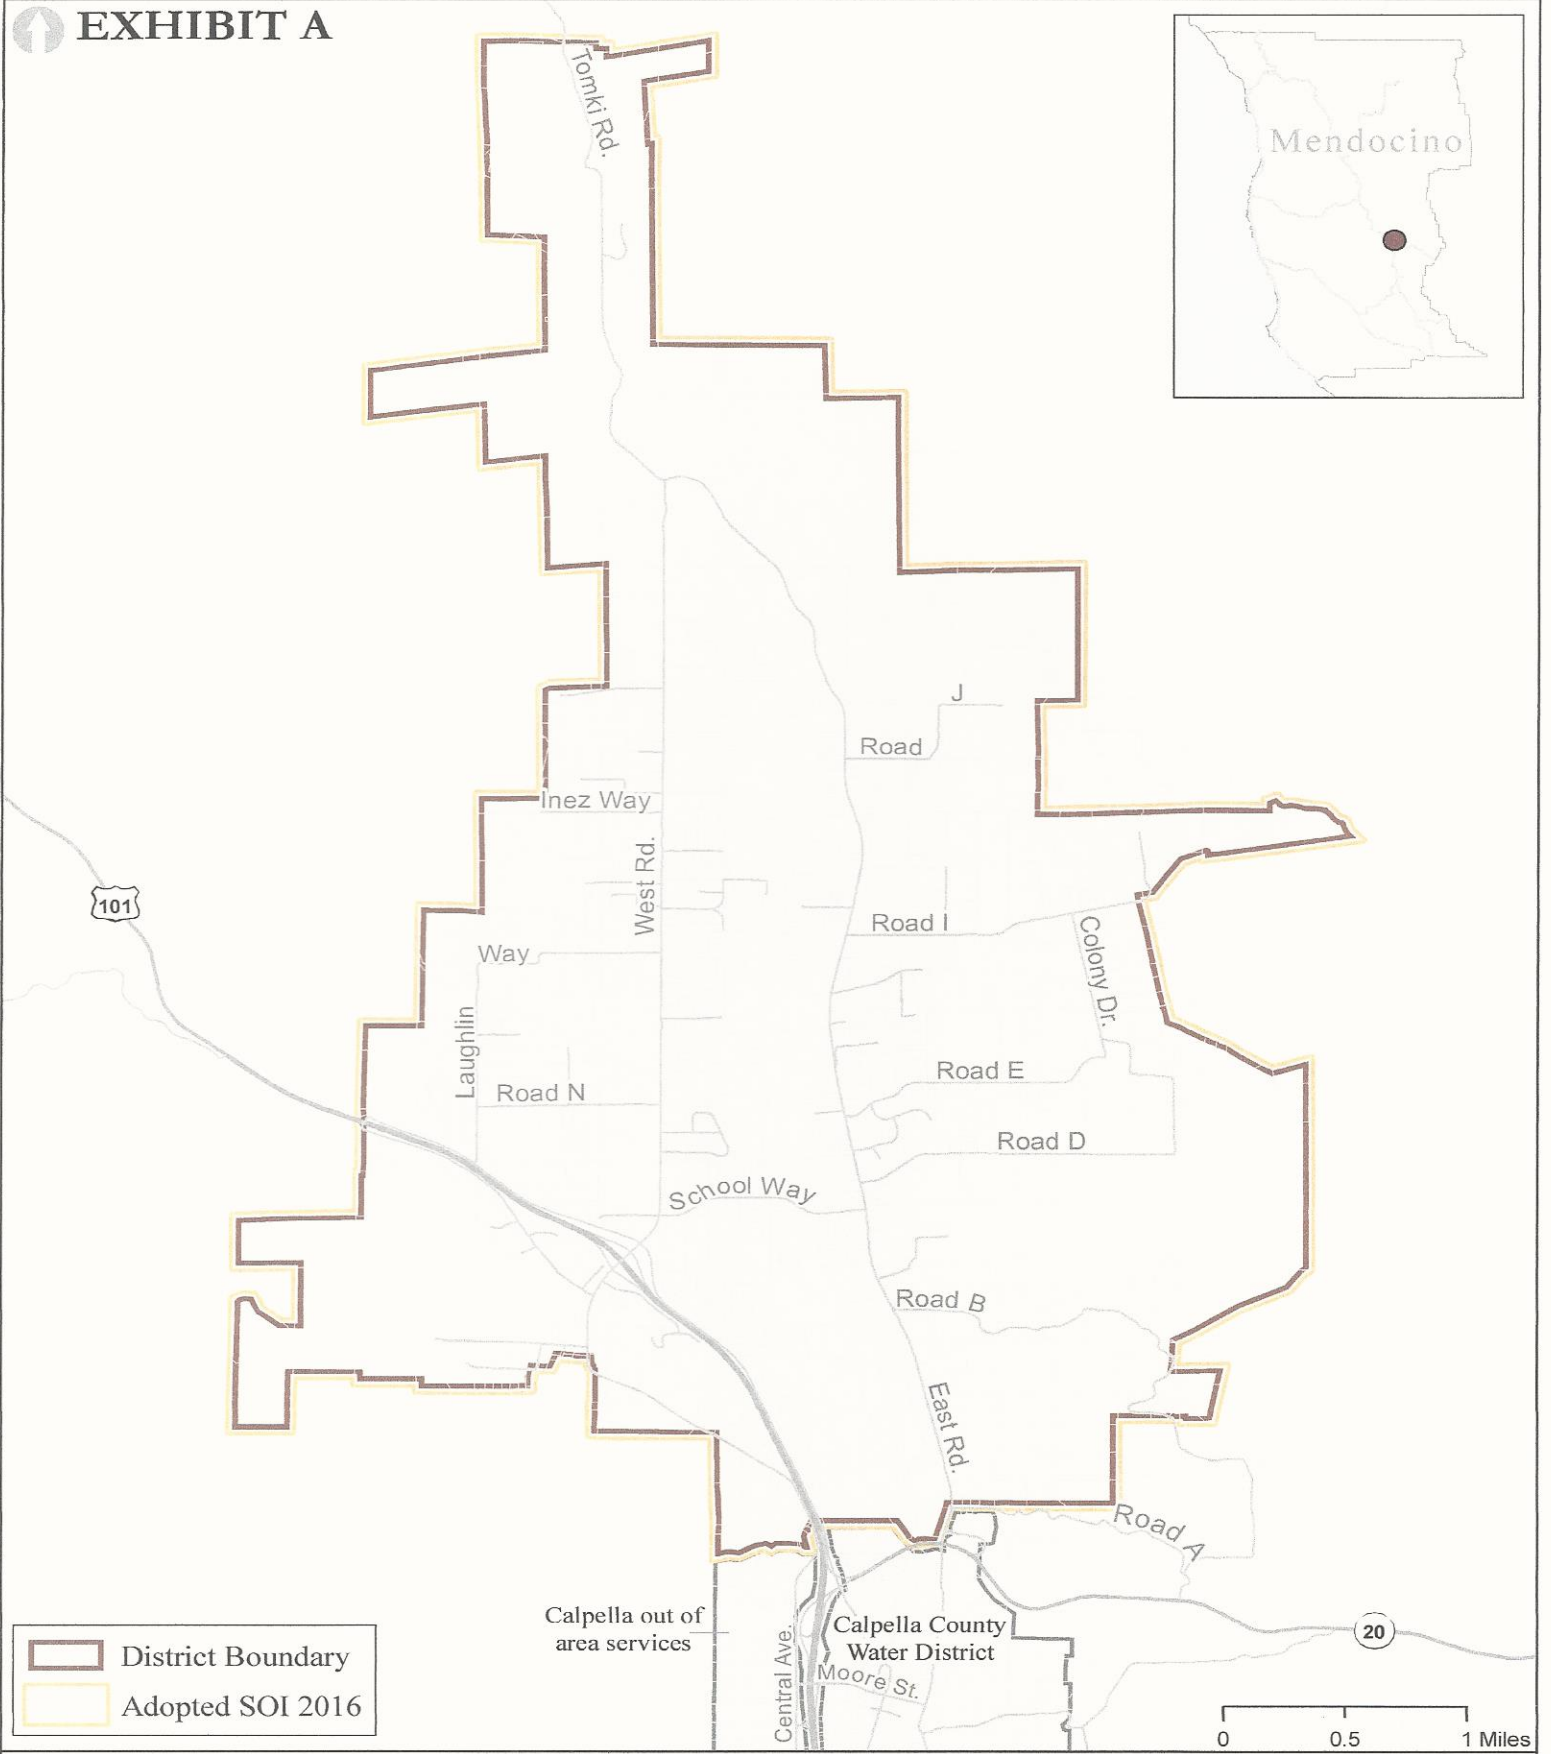 EXHIBIT A
Tomki Rd.
Mendocino
J
Road
Inez Way
West Rd.
101
Road I
Way
Colony Dr.
Laughlin
Road E
Road N
Road D
School Way
Road B
East Rd.
Road A
Calpella out of
area services
Calpella County
Water District
20
Central Ave.
Moore St.
District Boundary
Adopted SOI 2016
0 0.5 1 Miles